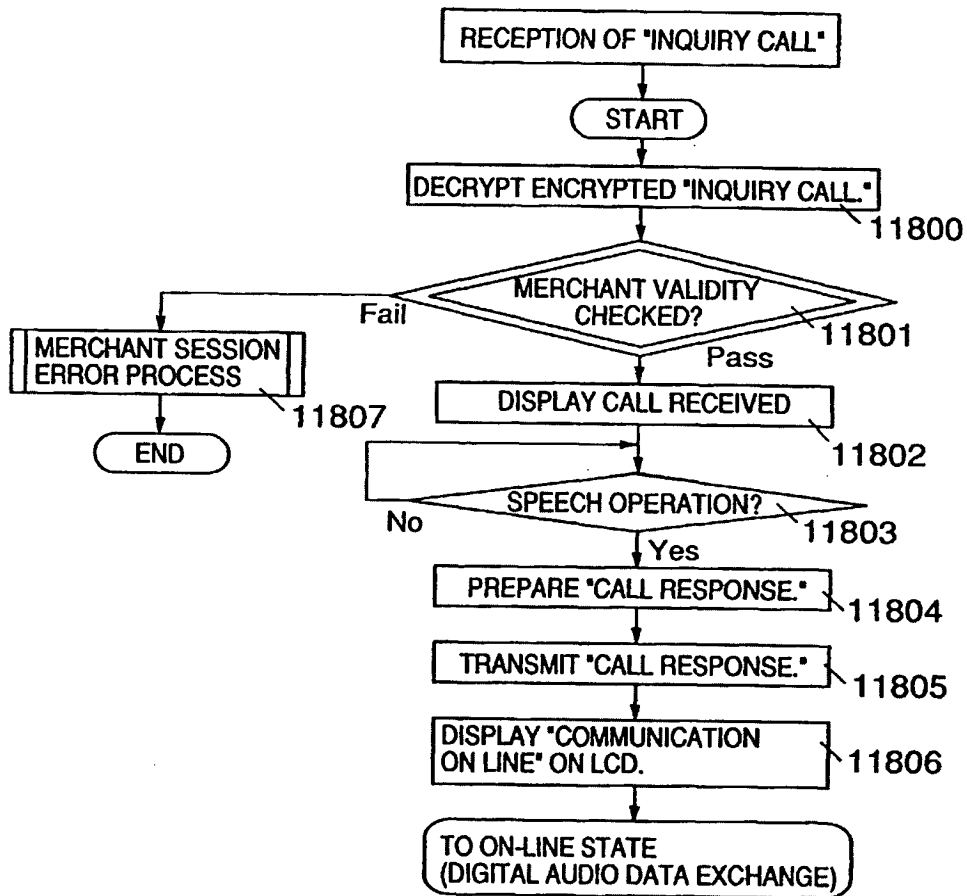 RECEPTION OF "INQUIRY CALL"
START
DECRYPT ENCRYPTED "INQUIRY CALL."
11800
MERCHANT VALIDITY
CHECKED?
11801
Fail
Pass
MERCHANT SESSION
ERROR PROCESS
11807
END
DISPLAY CALL RECEIVED
11802
SPEECH OPERATION?
11803
No
Yes
PREPARE "CALL RESPONSE."
11804
TRANSMIT "CALL RESPONSE."
11805
DISPLAY "COMMUNICATION
ON LINE" ON LCD.
11806
TO ON-LINE STATE
(DIGITAL AUDIO DATA EXCHANGE)